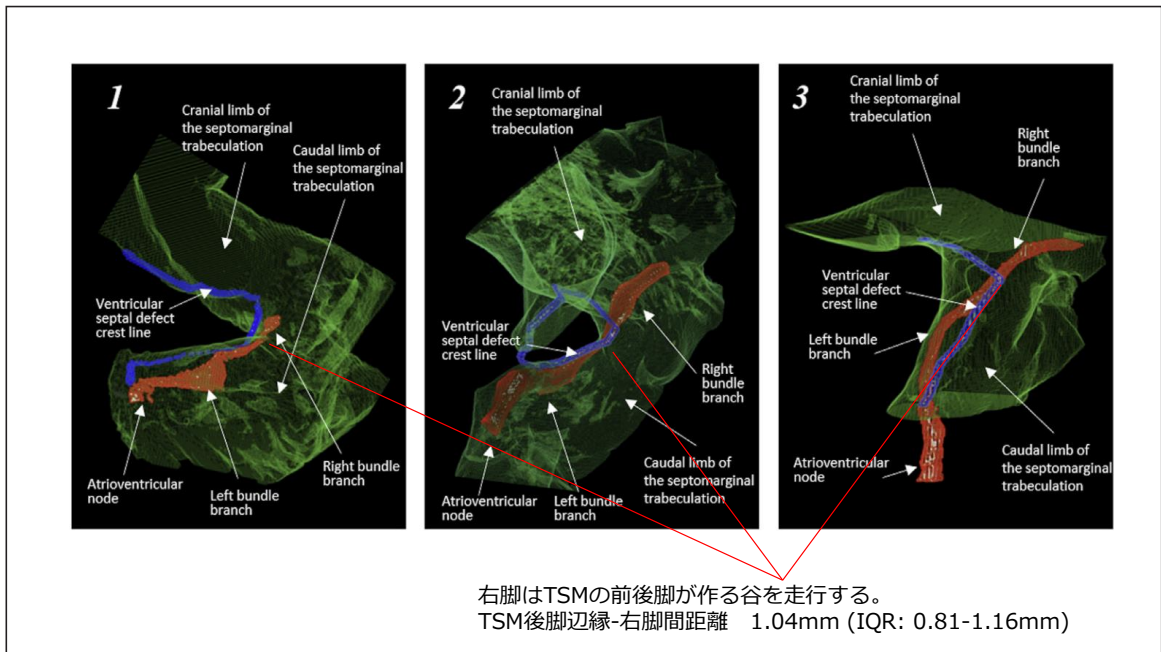 1
Cranial limb of
the septomarginal
trabeculation
Caudal limb of
the septomarginal
trabeculation
Ventricular
septal defect
crest line
Atrioventricular
node
Left bundle
branch
Right bundle
branch
2
Cranial limb of
the septomarginal
trabeculation
Ventricular
septal defect
crest line
Right
bundle
branch
Atrioventricular
node
Left bundle
branch
Caudal limb of
the septomarginal
trabeculation
3
Cranial limb of
the septomarginal
trabeculation
Right
bundle
branch
Ventricular
septal defect
crest line
Left bundle
branch
Atrioventricular
node
Caudal limb of
the septomarginal
trabeculation
右脚はTSMの前後脚が作る谷を走行する。
TSM後脚辺縁-右脚間距離　1.04mm (IQR: 0.81-1.16mm)